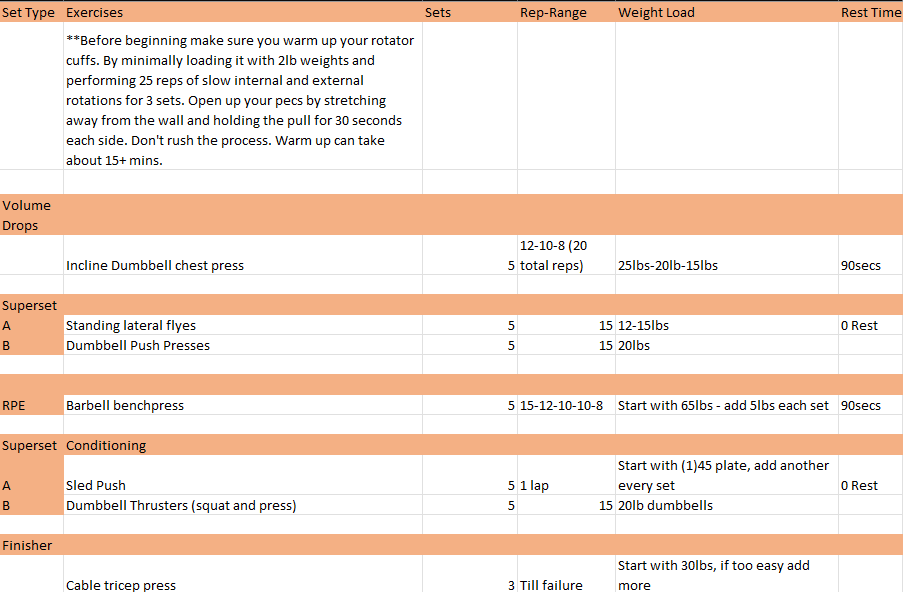 Set Type Exercises Sets Rep-Range Weight Load Rest Time
**Before beginning make sure you warm up your rotator
cuffs. By minimally loading it with 2lb weights and
performing 25 reps of slow internal and external
rotations for 3 sets. Open up your pecs by stretching
away from the wall and holding the pull for 30 seconds
each side. Don't rush the process. Warm up can take
about 15+ mins.
Volume
Drops
12-10-8 (20
Incline Dumbbell chest press 5 total reps) 25lbs-20lb-15lbs 90secs
Superset
A Standing lateral flyes 5 15 12-15lbs 0 Rest
B Dumbbell Push Presses 5 15 20lbs
RPE Barbell benchpress 5 15-12-10-10-8 Start with 65lbs - add 5lbs each set 90secs
Superset Conditioning
Start with (1)45 plate, add another
A Sled Push 5 1 lap every set 0 Rest
B Dumbbell Thrusters (squat and press) 5 15 20lb dumbbells
Finisher
Start with 30lbs, if too easy add
Cable tricep press 3 Till failure more